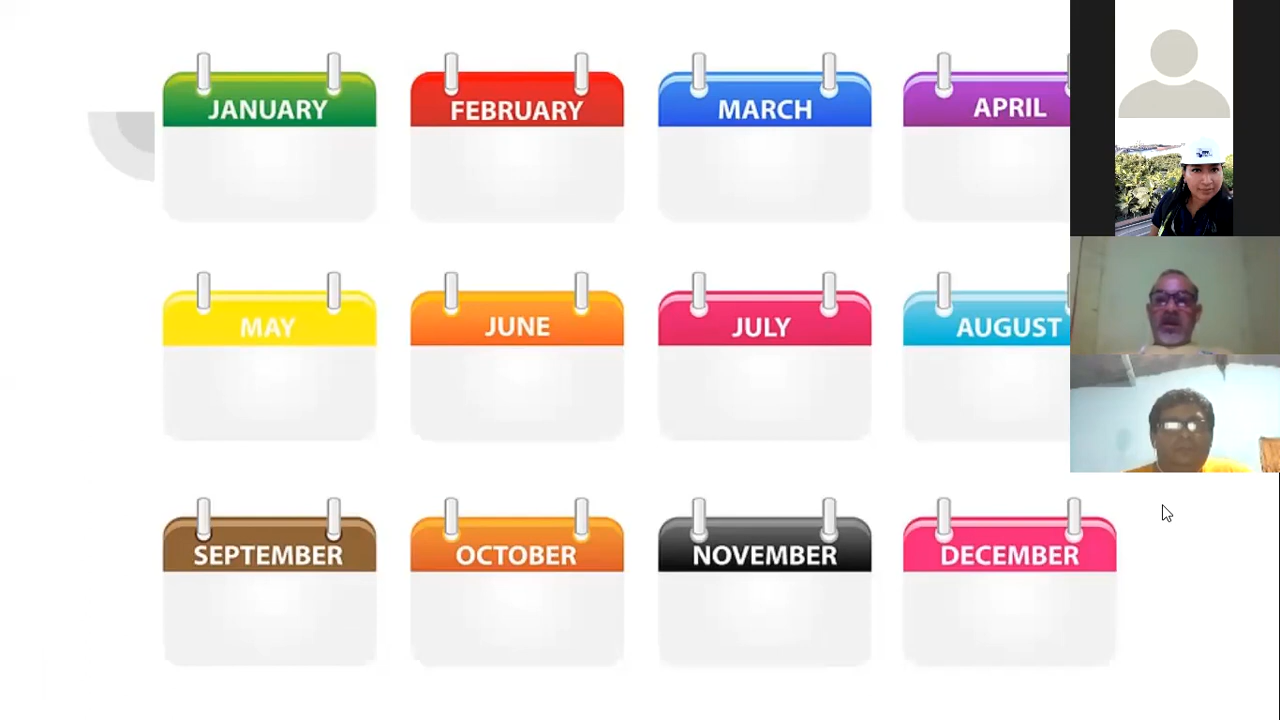 JANUARY
FEBRUARY
MARCH
APRIL
MAY
JUNE
JULY
AUGUST
SEPTEMBER
OCTOBER
NOVEMBER
DECEMBER